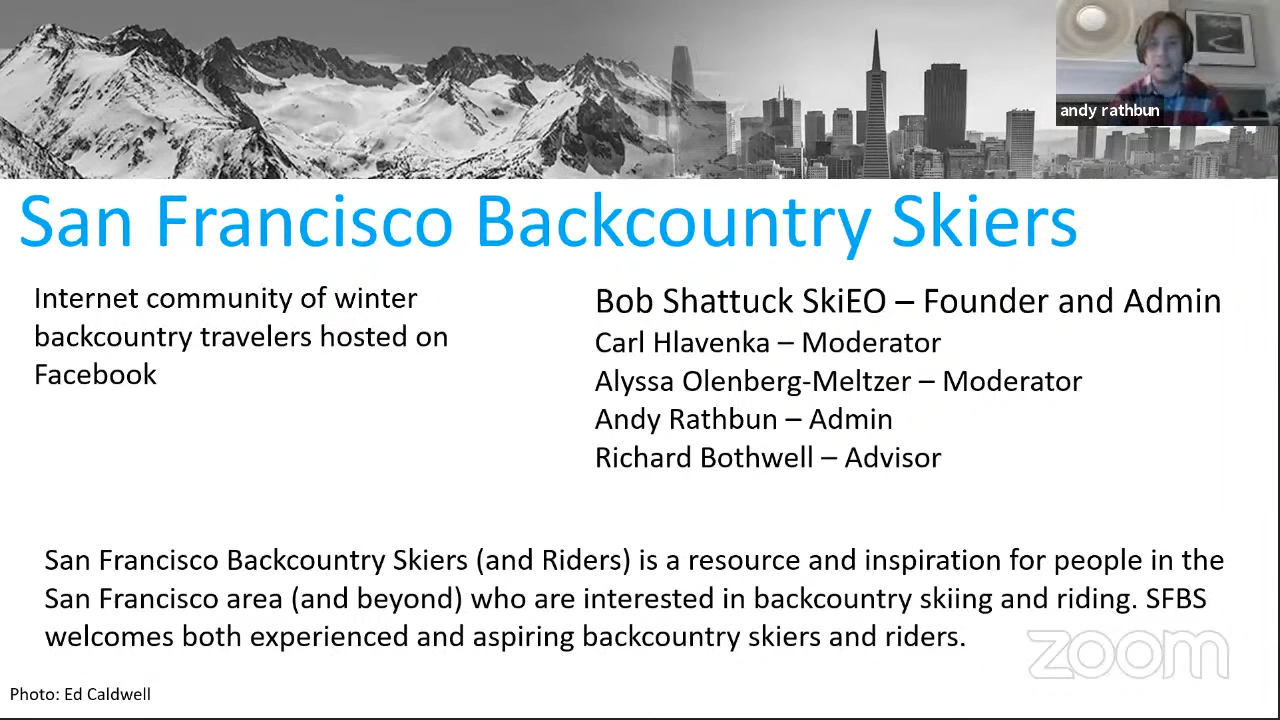 andy rathbun
San Francisco Backcountry Skiers
Internet community of winter
backcountry travelers hosted on
Facebook
Bob Shattuck SkiEO – Founder and Admin
Carl Hlavenka – Moderator
Alyssa Olenberg-Meltzer – Moderator
Andy Rathbun – Admin
Richard Bothwell – Advisor
San Francisco Backcountry Skiers (and Riders) is a resource and inspiration for people in the
San Francisco area (and beyond) who are interested in backcountry skiing and riding. SFBS
welcomes both experienced and aspiring backcountry skiers and riders.
zoom
Photo: Ed Caldwell